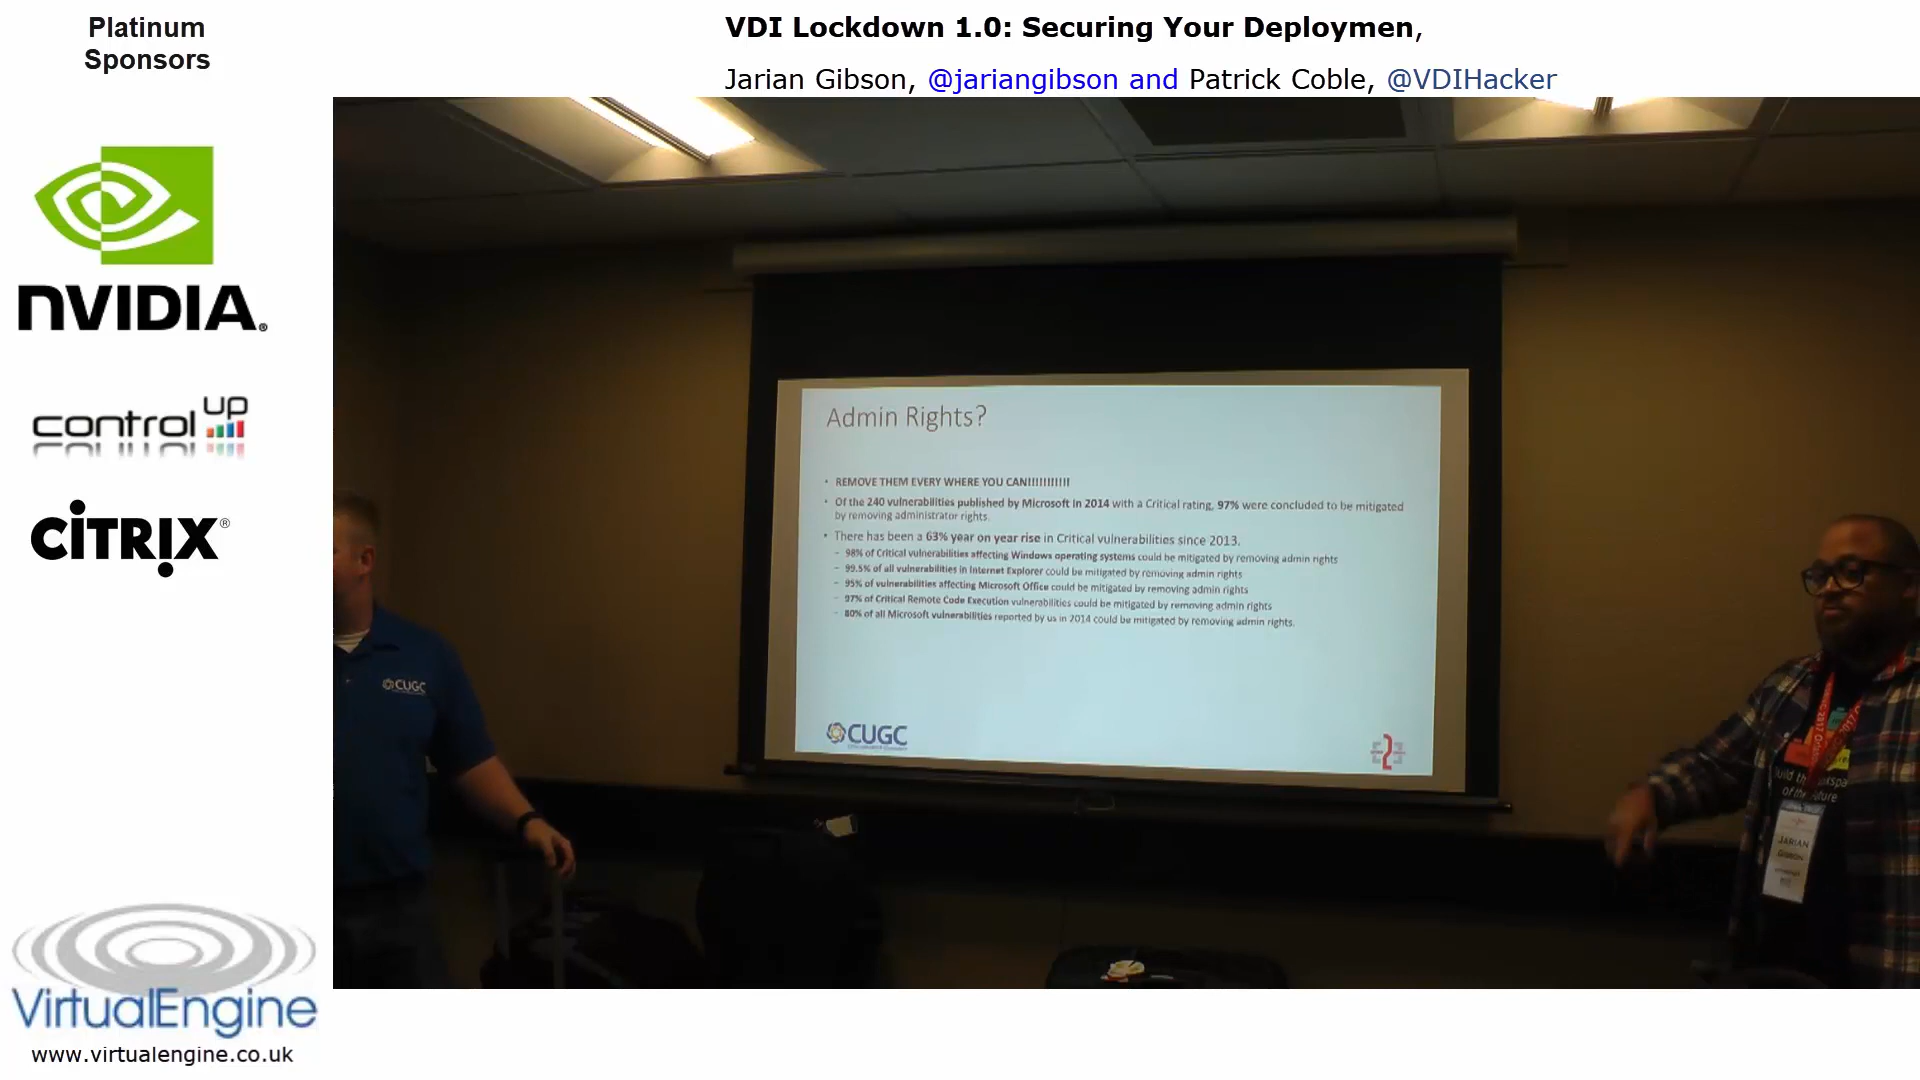 Platinum
Sponsors
VDI Lockdown 1.0: Securing Your Deploymen,
Jarian Gibson, @jariangibson and Patrick Coble, @VDIHacker
NVIDIA®
control up
CİTRIX®
VirtualEngine
www.virtualengine.co.uk
Admin Rights?
• REMOVE THEM EVERY WHERE YOU CAN!!!!!!!!!!!
• Of the 240 vulnerabilities published by Microsoft in 2014 with a Critical rating, 97% were concluded to be mitigated
by removing administrator rights.
• There has been a 63% year on year rise in Critical vulnerabilities since 2013.
– 98% of Critical vulnerabilities affecting Windows operating systems could be mitigated by removing admin rights
– 99.5% of all vulnerabilities in Internet Explorer could be mitigated by removing admin rights
– 95% of vulnerabilities affecting Microsoft Office could be mitigated by removing admin rights
– 97% of Critical Remote Code Execution vulnerabilities could be mitigated by removing admin rights
– 80% of all Microsoft vulnerabilities reported by us in 2014 could be mitigated by removing admin rights.
CUGC
CUGC
of the
JARIAN
GIBSON